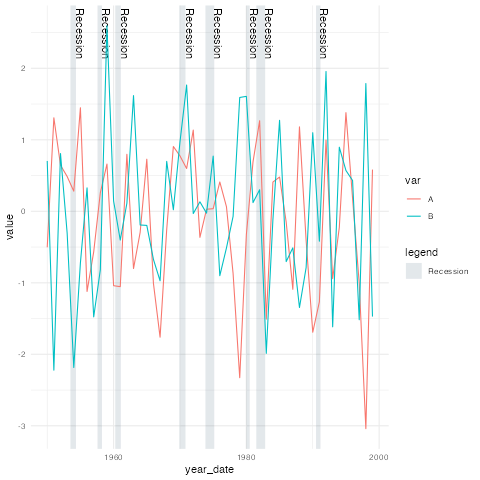 Recession
Recession
Recession
Recession
Recession
Recession
Recession
Recession
2
1
0
-1
-2
-3
value
1960
1980
2000
year_date
var
A
B
legend
Recession